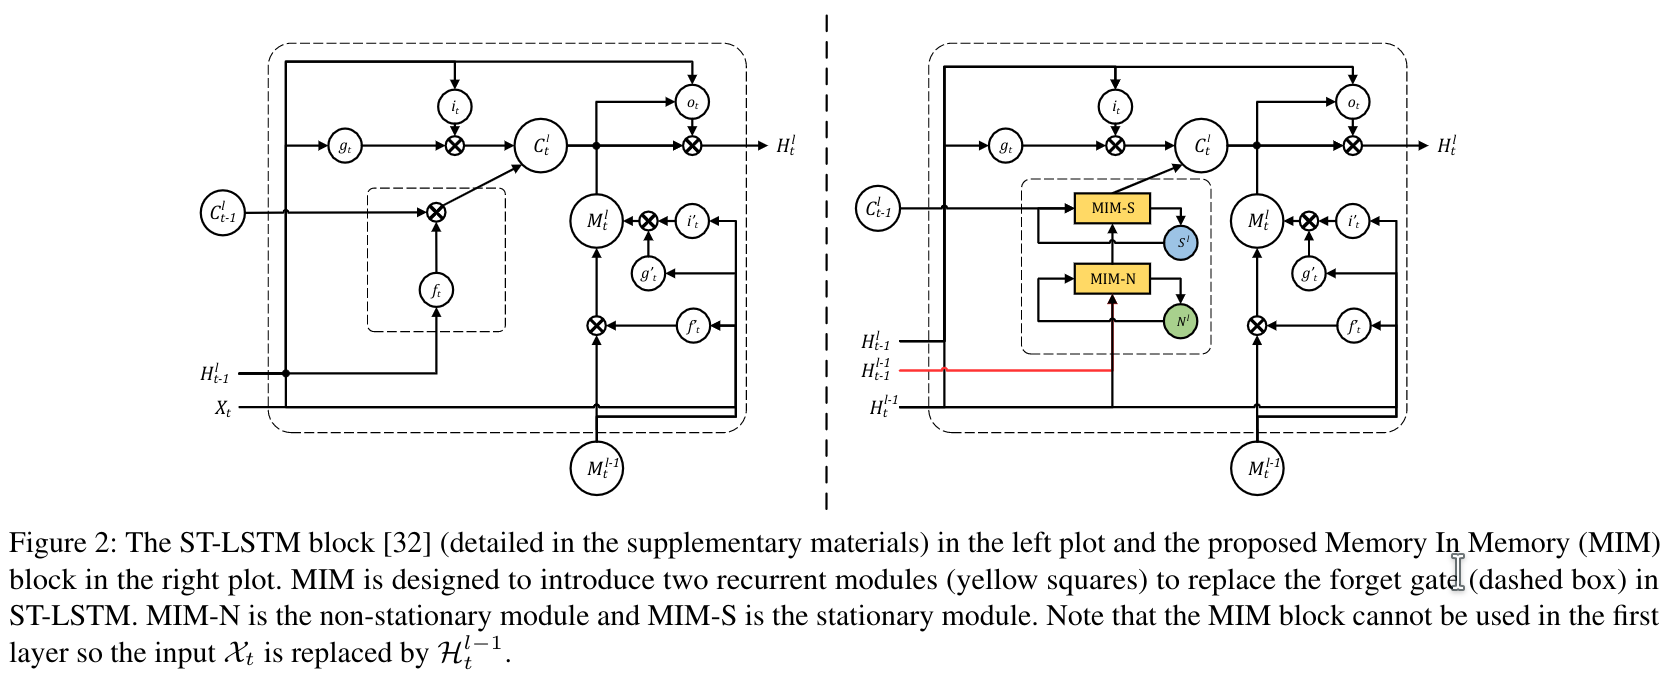 i_t
o_t
g_t
C_t^l
H_t^l
C_{t-1}^l
M_t^l
i'_t
g'_t
f_t
f'_t
H_{t-1}^l
X_t
M_t^{l-1}
i_t
o_t
g_t
C_t^l
H_t^l
C_{t-1}^l
MIM-S
M_t^l
i'_t
S^l
g'_t
MIM-N
N^l
f'_t
H_{t-1}^l
H_{t-1}^{l-1}
H_t^{l-1}
M_t^{l-1}
Figure 2: The ST-LSTM block [32] (detailed in the supplementary materials) in the left plot and the proposed Memory In Memory (MIM)
block in the right plot. MIM is designed to introduce two recurrent modules (yellow squares) to replace the forget gate (dashed box) in
ST-LSTM. MIM-N is the non-stationary module and MIM-S is the stationary module. Note that the MIM block cannot be used in the first
layer so the input 𝒳_t is replaced by ℋ_t^{l−1}.